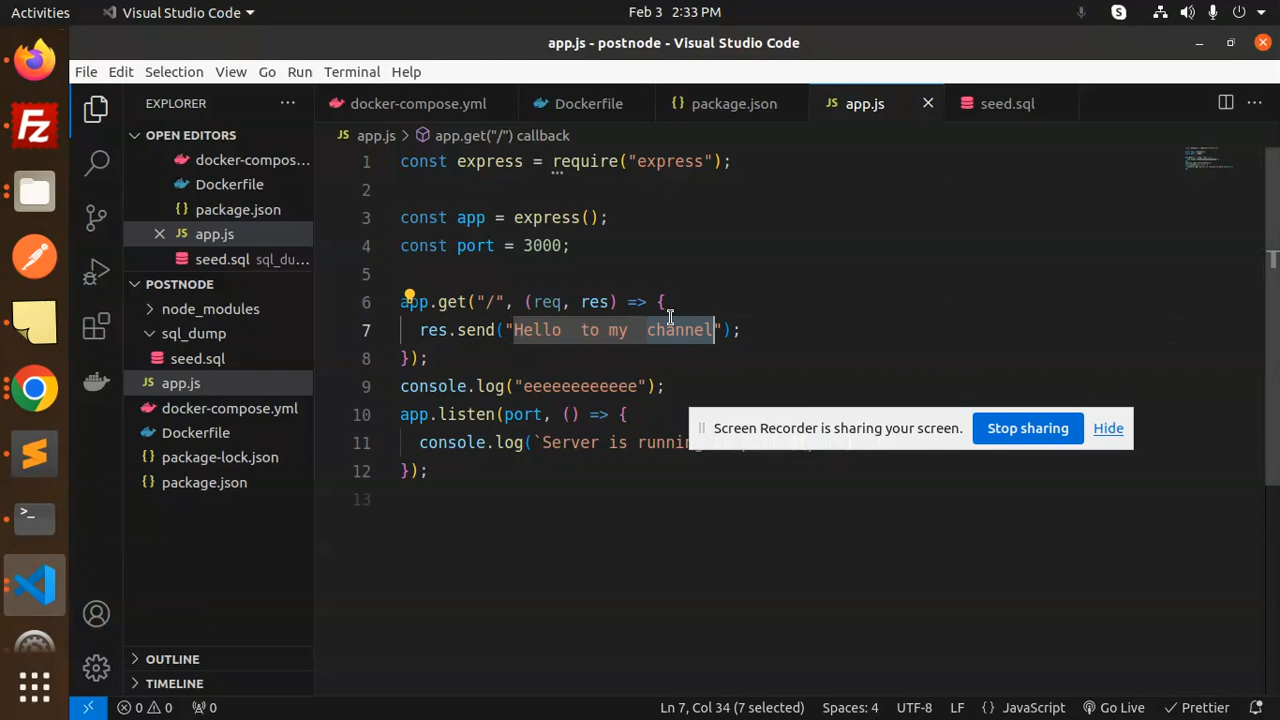 Activities
Visual Studio Code
Feb 3 2:33 PM
app.js - postnode - Visual Studio Code
File Edit Selection View Go Run Terminal Help
EXPLORER
docker-compose.yml
Dockerfile
package.json
app.js
seed.sql
OPEN EDITORS
docker-compos...
Dockerfile
package.json
app.js
seed.sql sql_du...
POSTNODE
node_modules
sql_dump
seed.sql
app.js
docker-compose.yml
Dockerfile
package-lock.json
package.json
OUTLINE
TIMELINE
app.js > app.get("/") callback
1 const express = require("express");
2
3 const app = express();
4 const port = 3000;
5
6 app.get("/", (req, res) => {
7 res.send("Hello  to my  channel");
8 });
9 console.log("eeeeeeeeeeee");
10 app.listen(port, () => {
11 console.log(`Server is running
12 });
13
Screen Recorder is sharing your screen.
Stop sharing
Hide
0 0
0
Ln 7, Col 34 (7 selected)
Spaces: 4
UTF-8
LF
{ } JavaScript
Go Live
Prettier